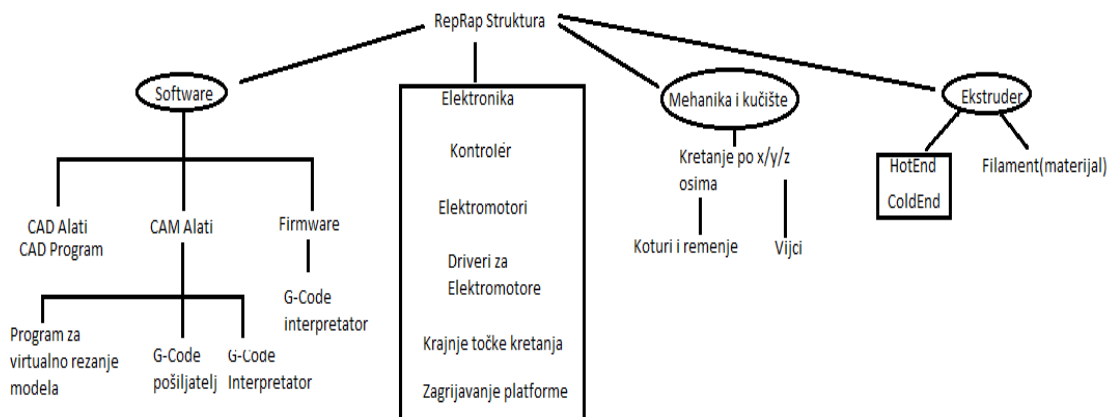 RepRap Struktura
Software
Elektronika
Kontrolér
Elektromotori
Driveri za
Elektromotore
Krajnje točke kretanja
Zagrijavanje platforme
Mehanika i kučište
Ekstruder
CAD Alati
CAD Program
CAM Alati
Firmware
Kretanje po x/y/z
osima
HotEnd
ColdEnd
Filament(materijal)
Koturi i remenje
Vijci
G-Code
interpretator
Program za
virtualno rezanje
modela
G-Code
pošiljatelj
G-Code
Interpretator